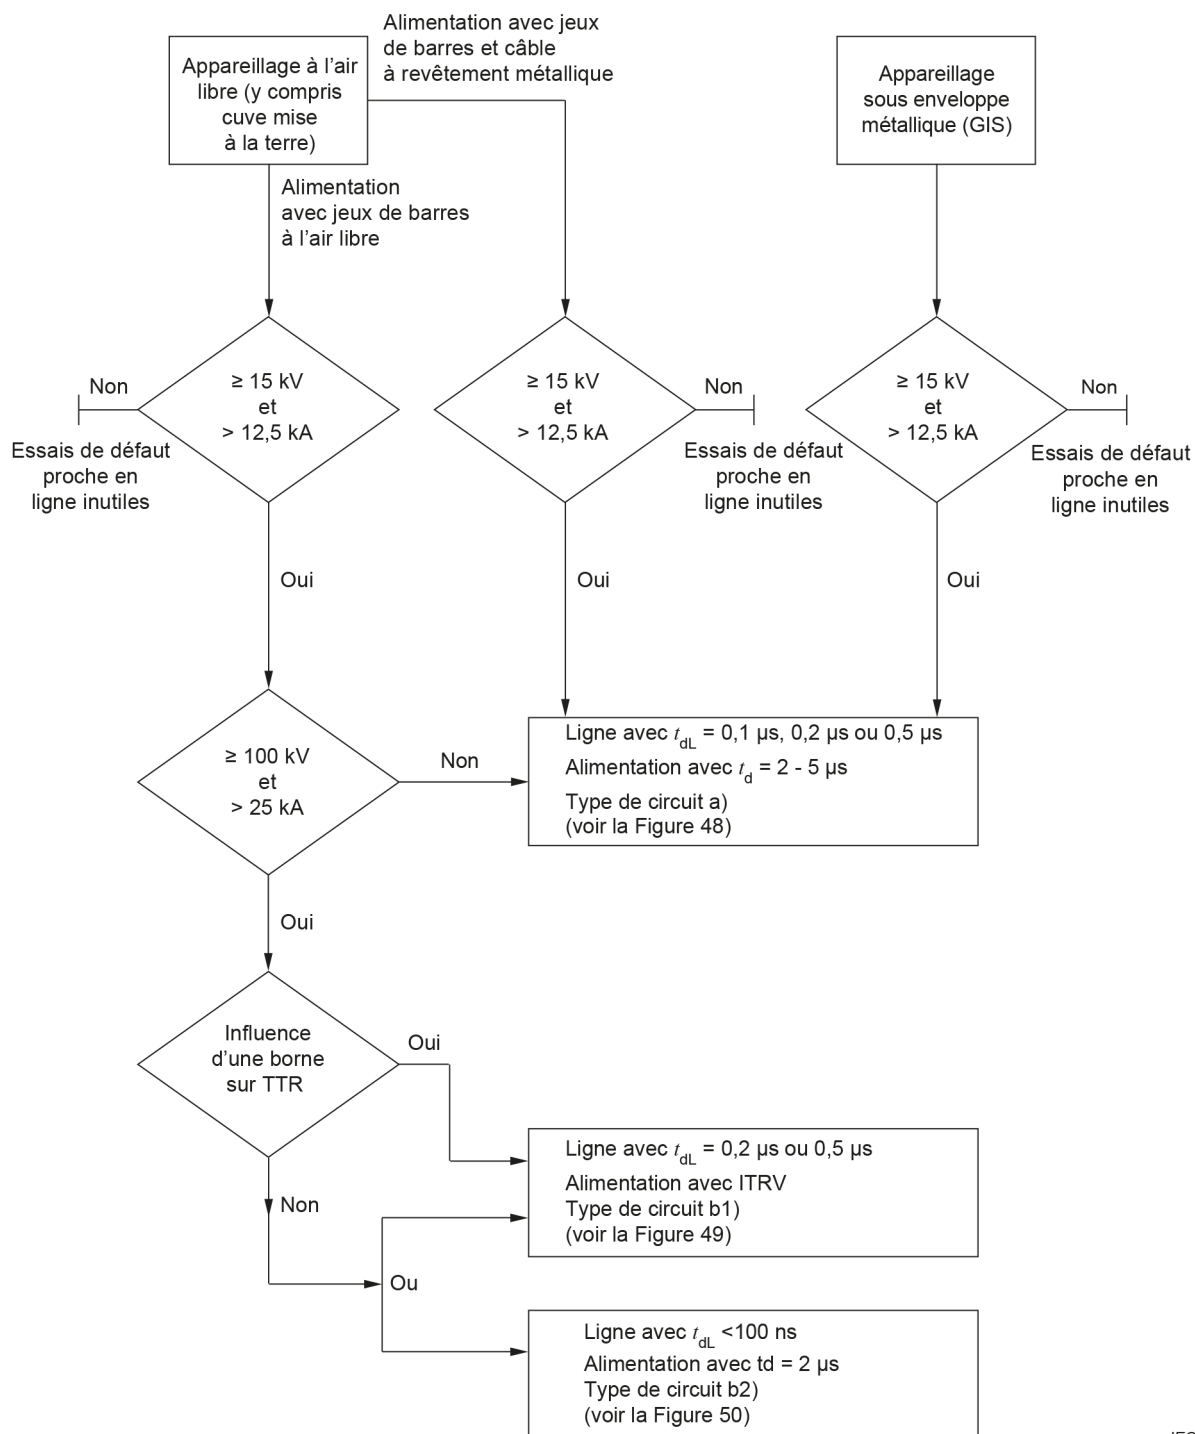 Alimentation avec jeux
de barres et câble
à revêtement métallique
Appareillage à l'air
libre (y compris
cuve mise
à la terre)
Appareillage
sous enveloppe
métallique (GIS)
Alimentation
avec jeux de barres
à l'air libre
Non
≥ 15 kV
et
> 12,5 kA
Essais de défaut
proche en
ligne inutiles
≥ 15 kV
et
> 12,5 kA
Non
Essais de défaut
proche en
ligne inutiles
≥ 15 kV
et
> 12,5 kA
Non
Essais de défaut
proche en
ligne inutiles
Oui
Oui
Oui
≥ 100 kV
et
> 25 kA
Non
Ligne avec tdL = 0,1 µs, 0,2 µs ou 0,5 µs
Alimentation avec td = 2 - 5 µs
Type de circuit a)
(voir la Figure 48)
Oui
Influence
d'une borne
sur TTR
Oui
Ligne avec tdL = 0,2 µs ou 0,5 µs
Alimentation avec ITRV
Type de circuit b1)
(voir la Figure 49)
Non
Ou
Ligne avec tdL <100 ns
Alimentation avec td = 2 µs
Type de circuit b2)
(voir la Figure 50)